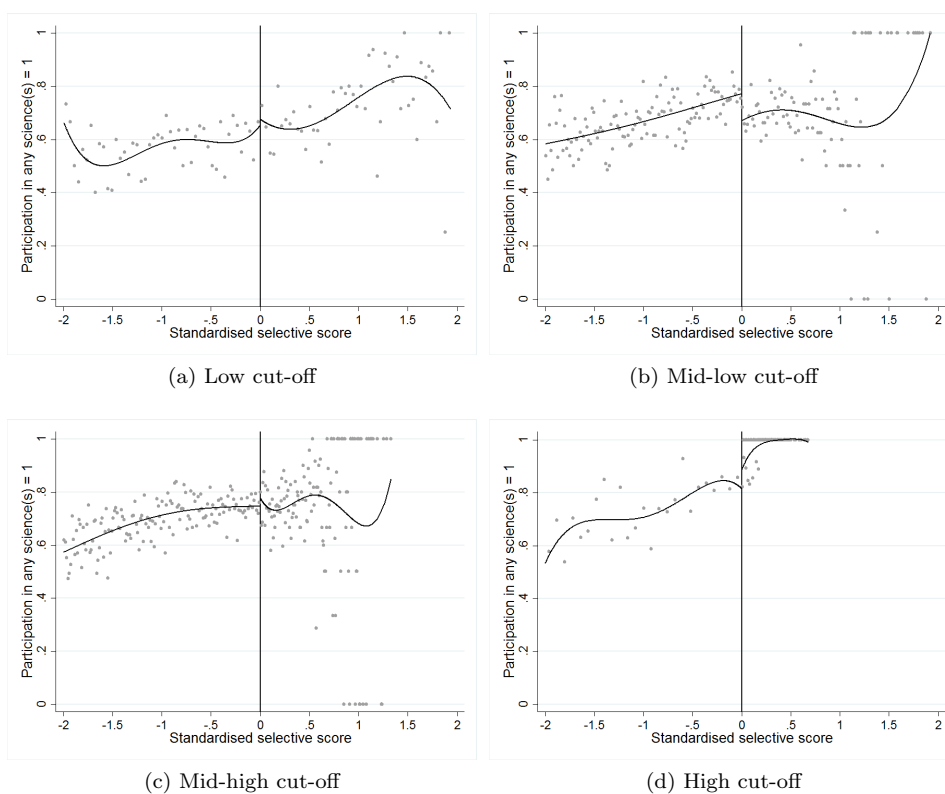 Participation in any science(s) = 1
0 .2 .4 .6 .8 1
-2 -1.5 -1 -.5 0 .5 1 1.5 2
Standardised selective score
(a) Low cut-off
Participation in any science(s) = 1
0 .2 .4 .6 .8 1
-2 -1.5 -1 -.5 0 .5 1 1.5 2
Standardised selective score
(b) Mid-low cut-off
Participation in any science(s) = 1
0 .2 .4 .6 .8 1
-2 -1.5 -1 -.5 0 .5 1 1.5 2
Standardised selective score
(c) Mid-high cut-off
Participation in any science(s) = 1
0 .2 .4 .6 .8 1
-2 -1.5 -1 -.5 0 .5 1 1.5 2
Standardised selective score
(d) High cut-off